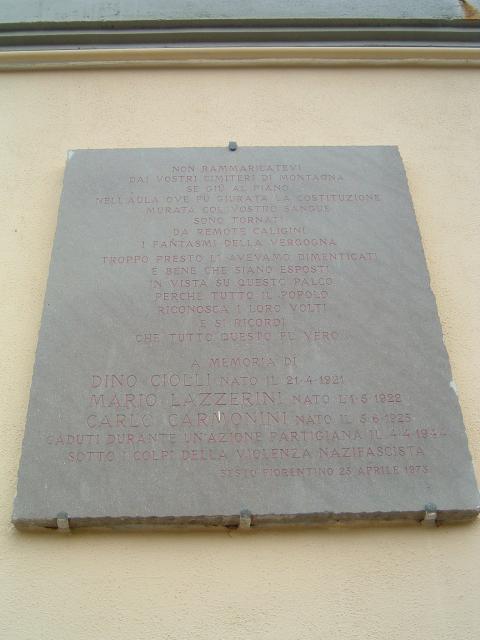 NON RAMMARICATEVI
DAI VOSTRI CIMITERI DI MONTAGNA
SE GIÙ AL PIANO
NELL'AULA OVE FU GIURATA LA COSTITUZIONE
MURATA COL VOSTRO SANGUE
SONO TORNATI
DA REMOTE CALIGINI
I FANTASMI DELLA VERGOGNA
TROPPO PRESTO LI AVEVAMO DIMENTICATI
È BENE CHE SIANO ESPOSTI
IN VISTA SU QUESTO PALCO
PERCHE TUTTO IL POPOLO
RICONOSCA I LORO VOLTI
E SI RICORDI
CHE TUTTO QUESTO FU VERO
A MEMORIA DI
DINO CIOLLI NATO IL 21·4·1921
MARIO LAZZERINI NATO L'1·5·1922
CARLO CARMONINI NATO IL 5·6·1925
CADUTI DURANTE UN'AZIONE PARTIGIANA IL 4·4·1944
SOTTO I COLPI DELLA VIOLENZA NAZIFASCISTA
SESTO FIORENTINO 25 APRILE 1973